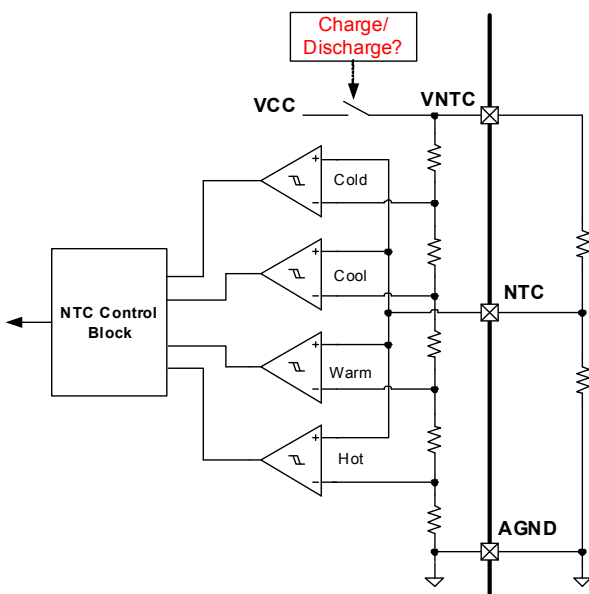 Charge/
Discharge?
VCC
VNTC
+
Cold
−
+
Cool
−
NTC
NTC Control
Block
+
Warm
−
+
Hot
−
AGND